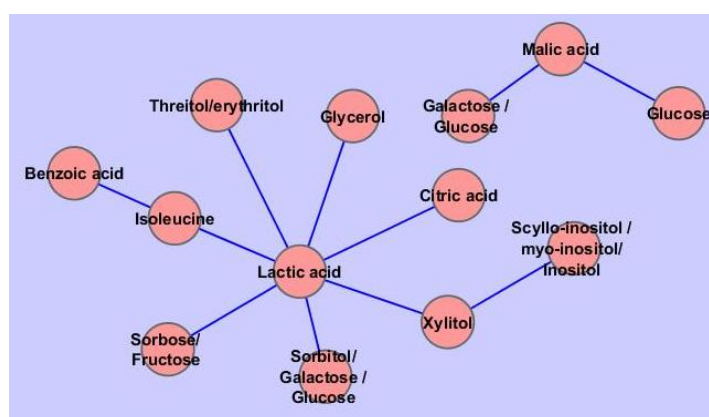 Malic acid
Threitol/erythritol
Glycerol
Galactose /
Glucose
Glucose
Benzoic acid
Isoleucine
Citric acid
Scyllo-inositol /
myo-inositol/
Inositol
Lactic acid
Xylitol
Sorbose/
Fructose
Sorbitol/
Galactose /
Glucose